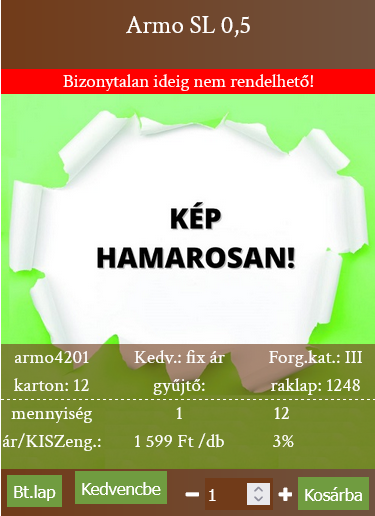 Armo SL 0,5
Bizonytalan ideig nem rendelhető!
KÉP
HAMAROSAN!
armo4201 Kedv.: fix ár Forg.kat.: III
karton: 12 gyűjtő: raklap: 1248
mennyiség 1 12
ár/KISZeng.: 1 599 Ft /db 3%
Bt.lap Kedvencbe 1 Kosárba